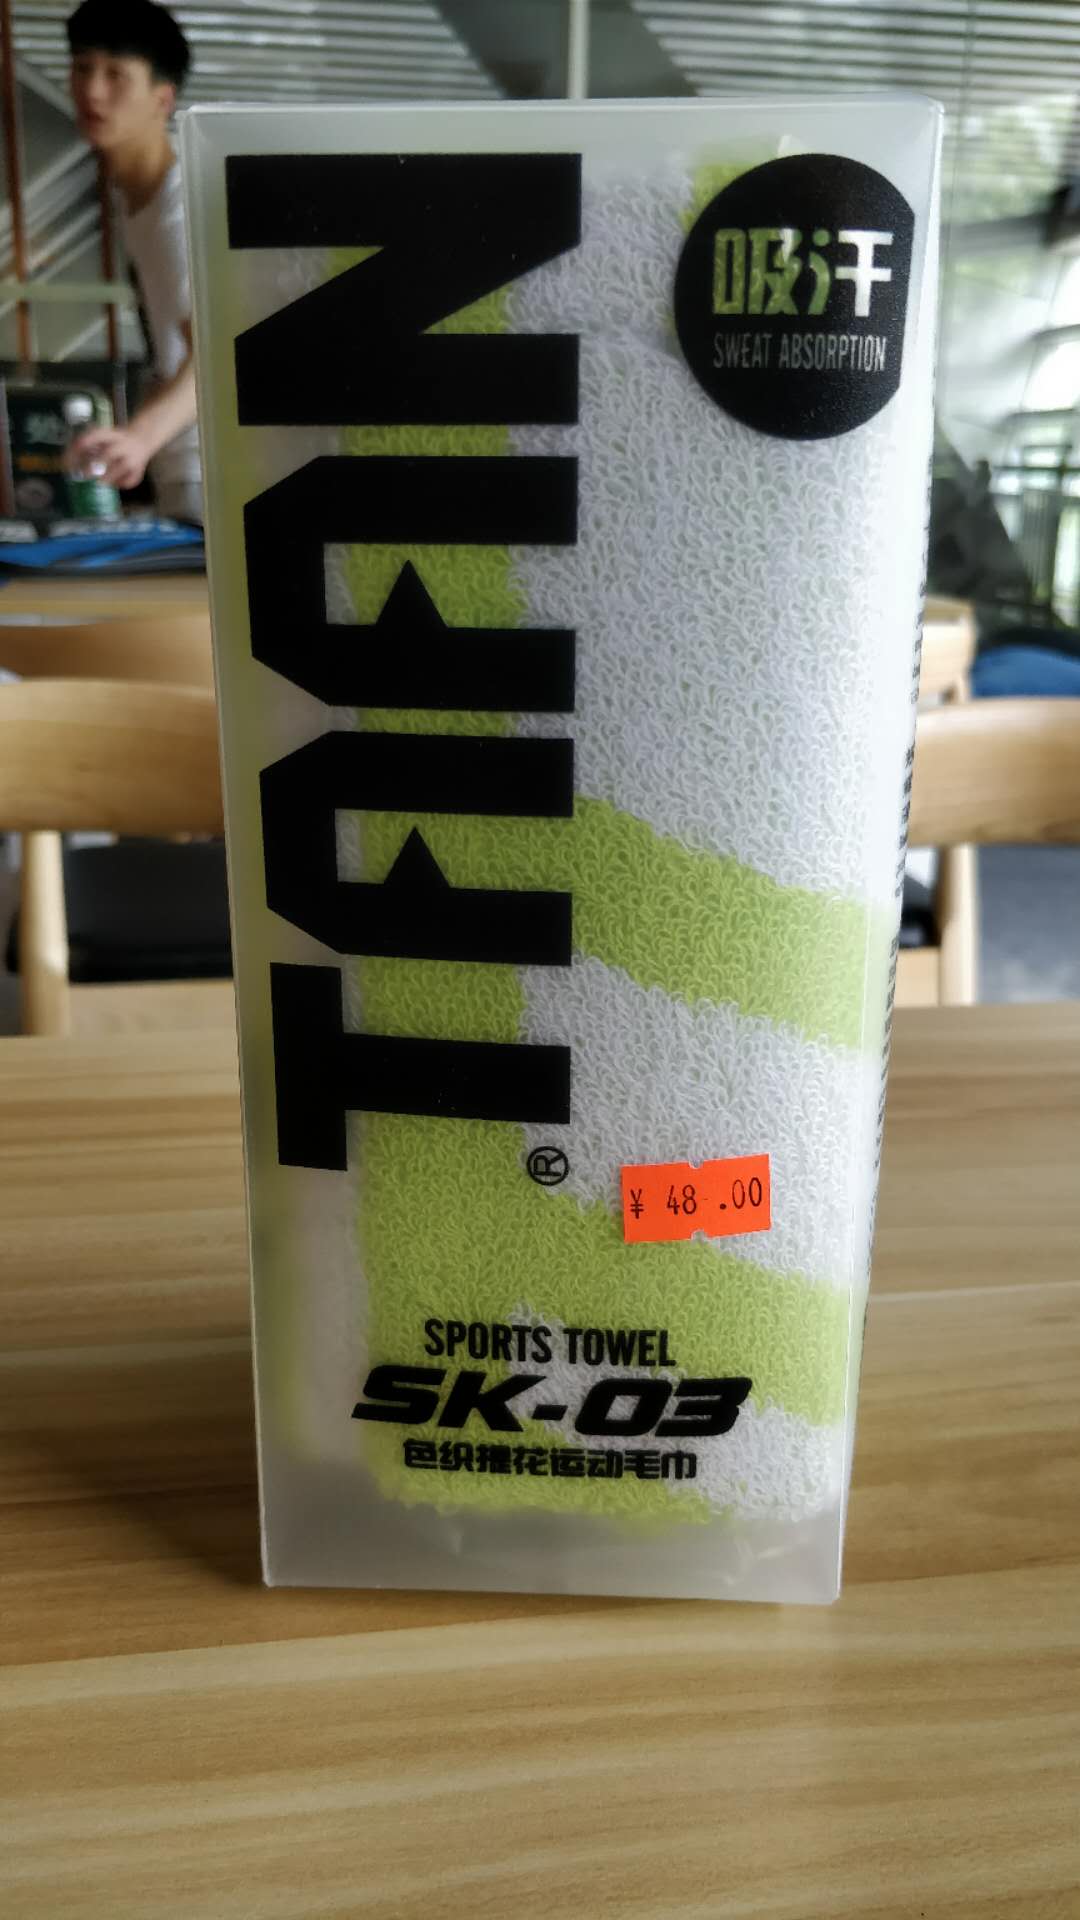 TAAN®
吸汗
SWEAT ABSORPTION
¥ 48.00
SPORTS TOWEL
SK-03
色织提花运动毛巾